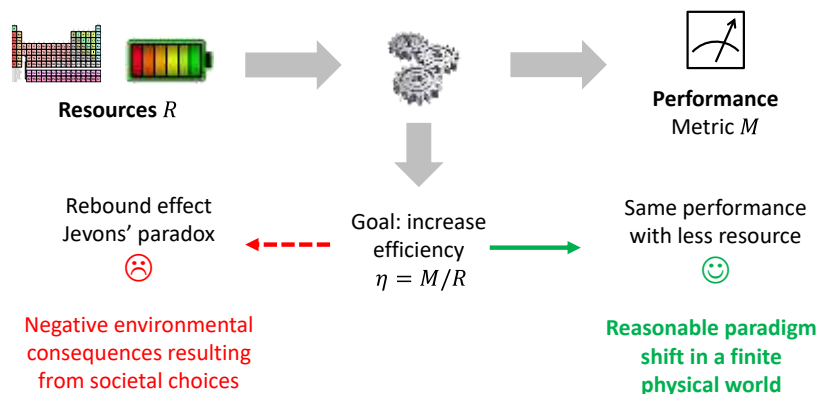 Resources R
Performance
Metric M
Rebound effect
Jevons' paradox
Goal: increase
efficiency
η = M/R
Same performance
with less resource
Negative environmental
consequences resulting
from societal choices
Reasonable paradigm
shift in a finite
physical world